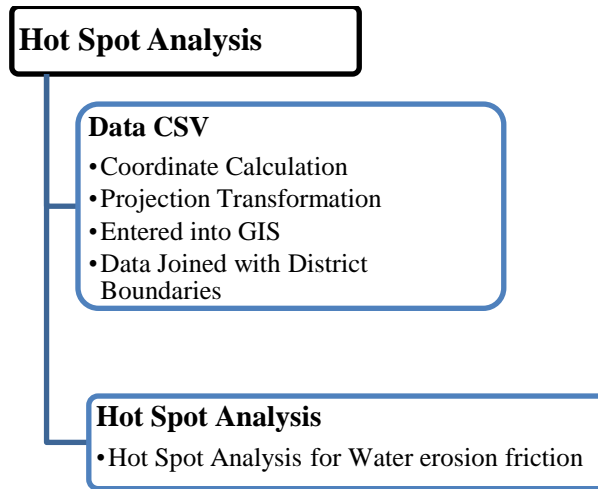 Hot Spot Analysis
Data CSV
•Coordinate Calculation
•Projection Transformation
•Entered into GIS
•Data Joined with District
Boundaries
Hot Spot Analysis
•Hot Spot Analysis for Water erosion friction